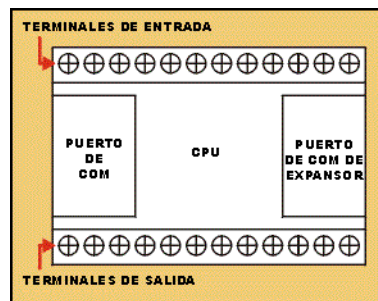 TERMINALES DE ENTRADA
PUERTO
DE
COM
CPU
PUERTO
DE COM DE
EXPANSOR
TERMINALES DE SALIDA